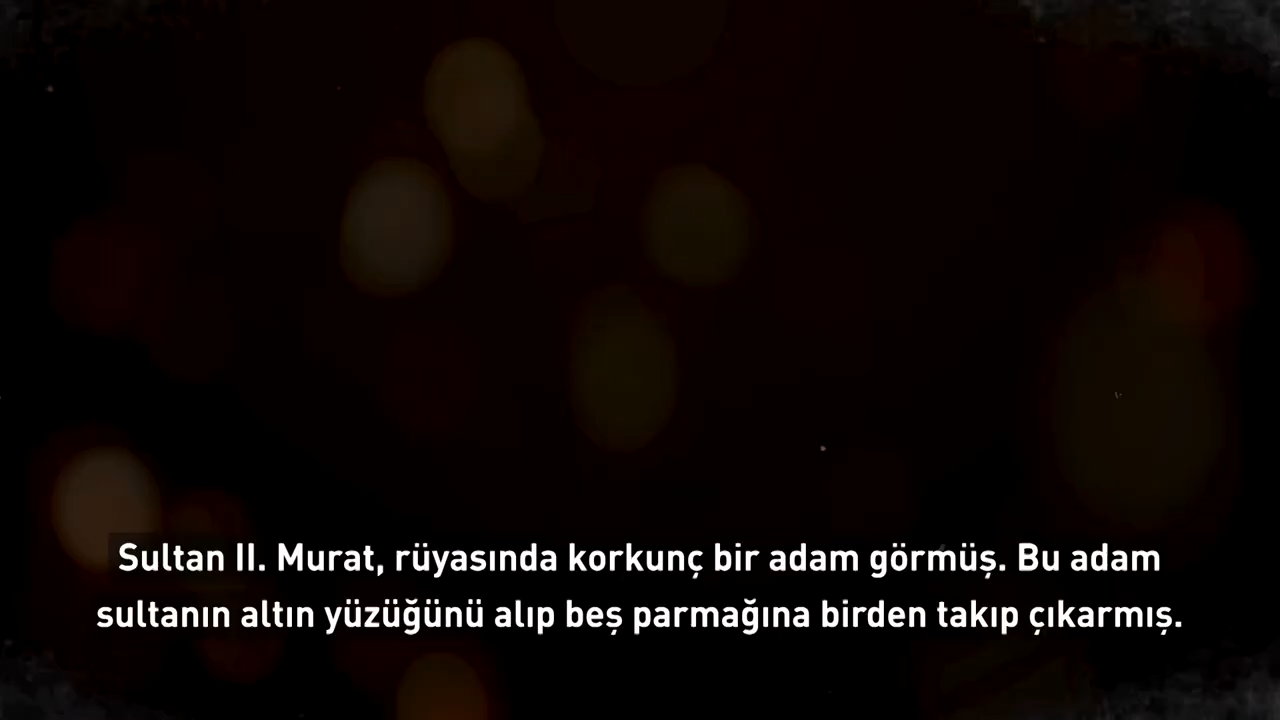 Sultan II. Murat, rüyasında korkunç bir adam görmüş. Bu adam
sultanın altın yüzüğünü alıp beş parmağına birden takıp çıkarmış.